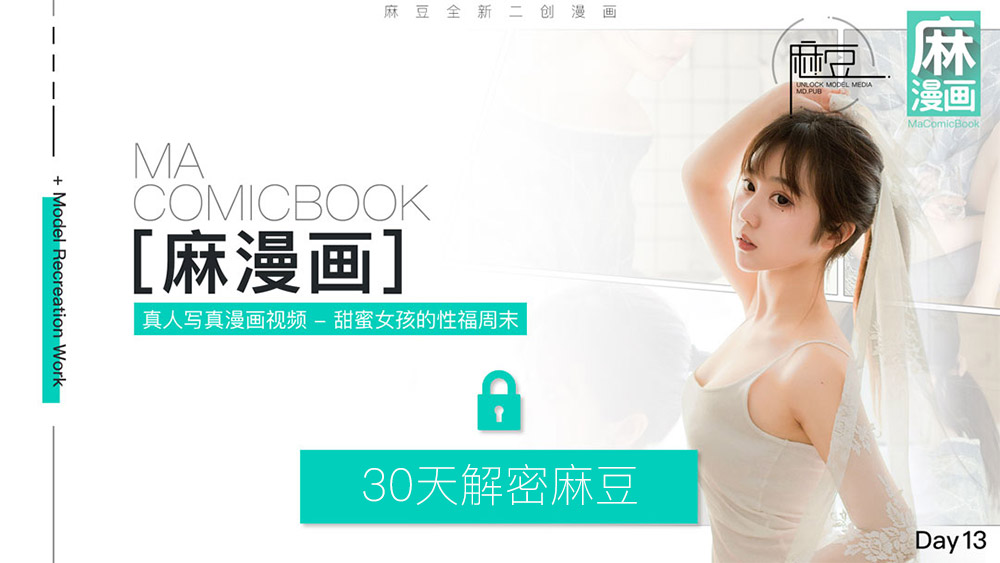 麻豆全新二创漫画
麻豆
UNLOCK MODEL MEDIA
MD.PUB
麻
漫画
MaComicBook
+ Model Recreation Work
MA
COMICBOOK
[麻漫画]
真人写真漫画视频 – 甜蜜女孩的性福周末
30天解密麻豆
Day 13